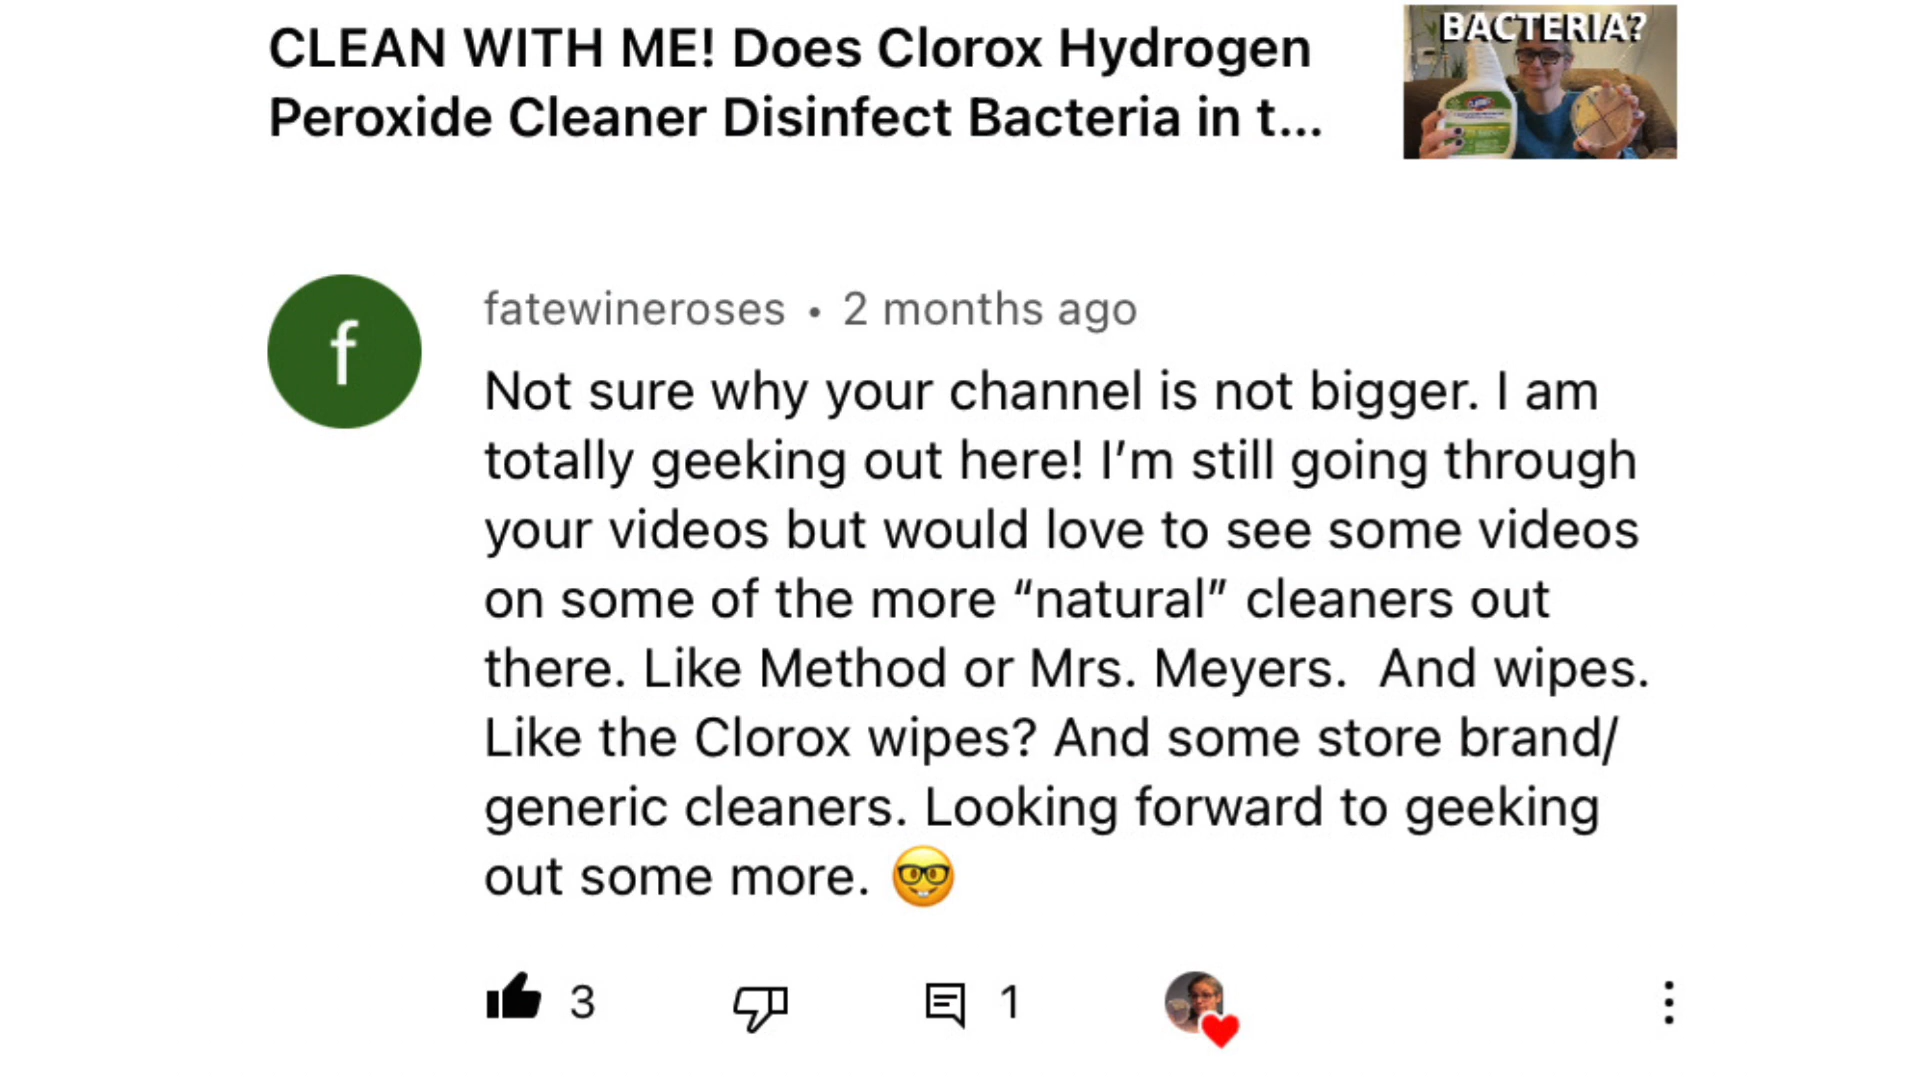 CLEAN WITH ME! Does Clorox Hydrogen
Peroxide Cleaner Disinfect Bacteria in t...
BACTERIA?
CLOROX
f
fatewineroses • 2 months ago
Not sure why your channel is not bigger. I am
totally geeking out here! I’m still going through
your videos but would love to see some videos
on some of the more “natural” cleaners out
there. Like Method or Mrs. Meyers.  And wipes.
Like the Clorox wipes? And some store brand/
generic cleaners. Looking forward to geeking
out some more. 🤓
3
1